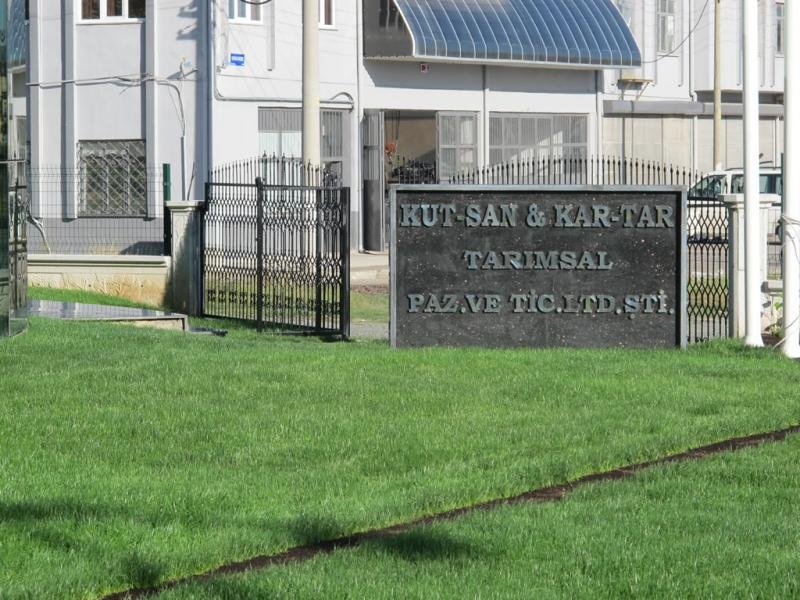 KUT-SAN & KAR-TAR
TARIMSAL
PAZ.VE TİC.LTD.ŞTİ.